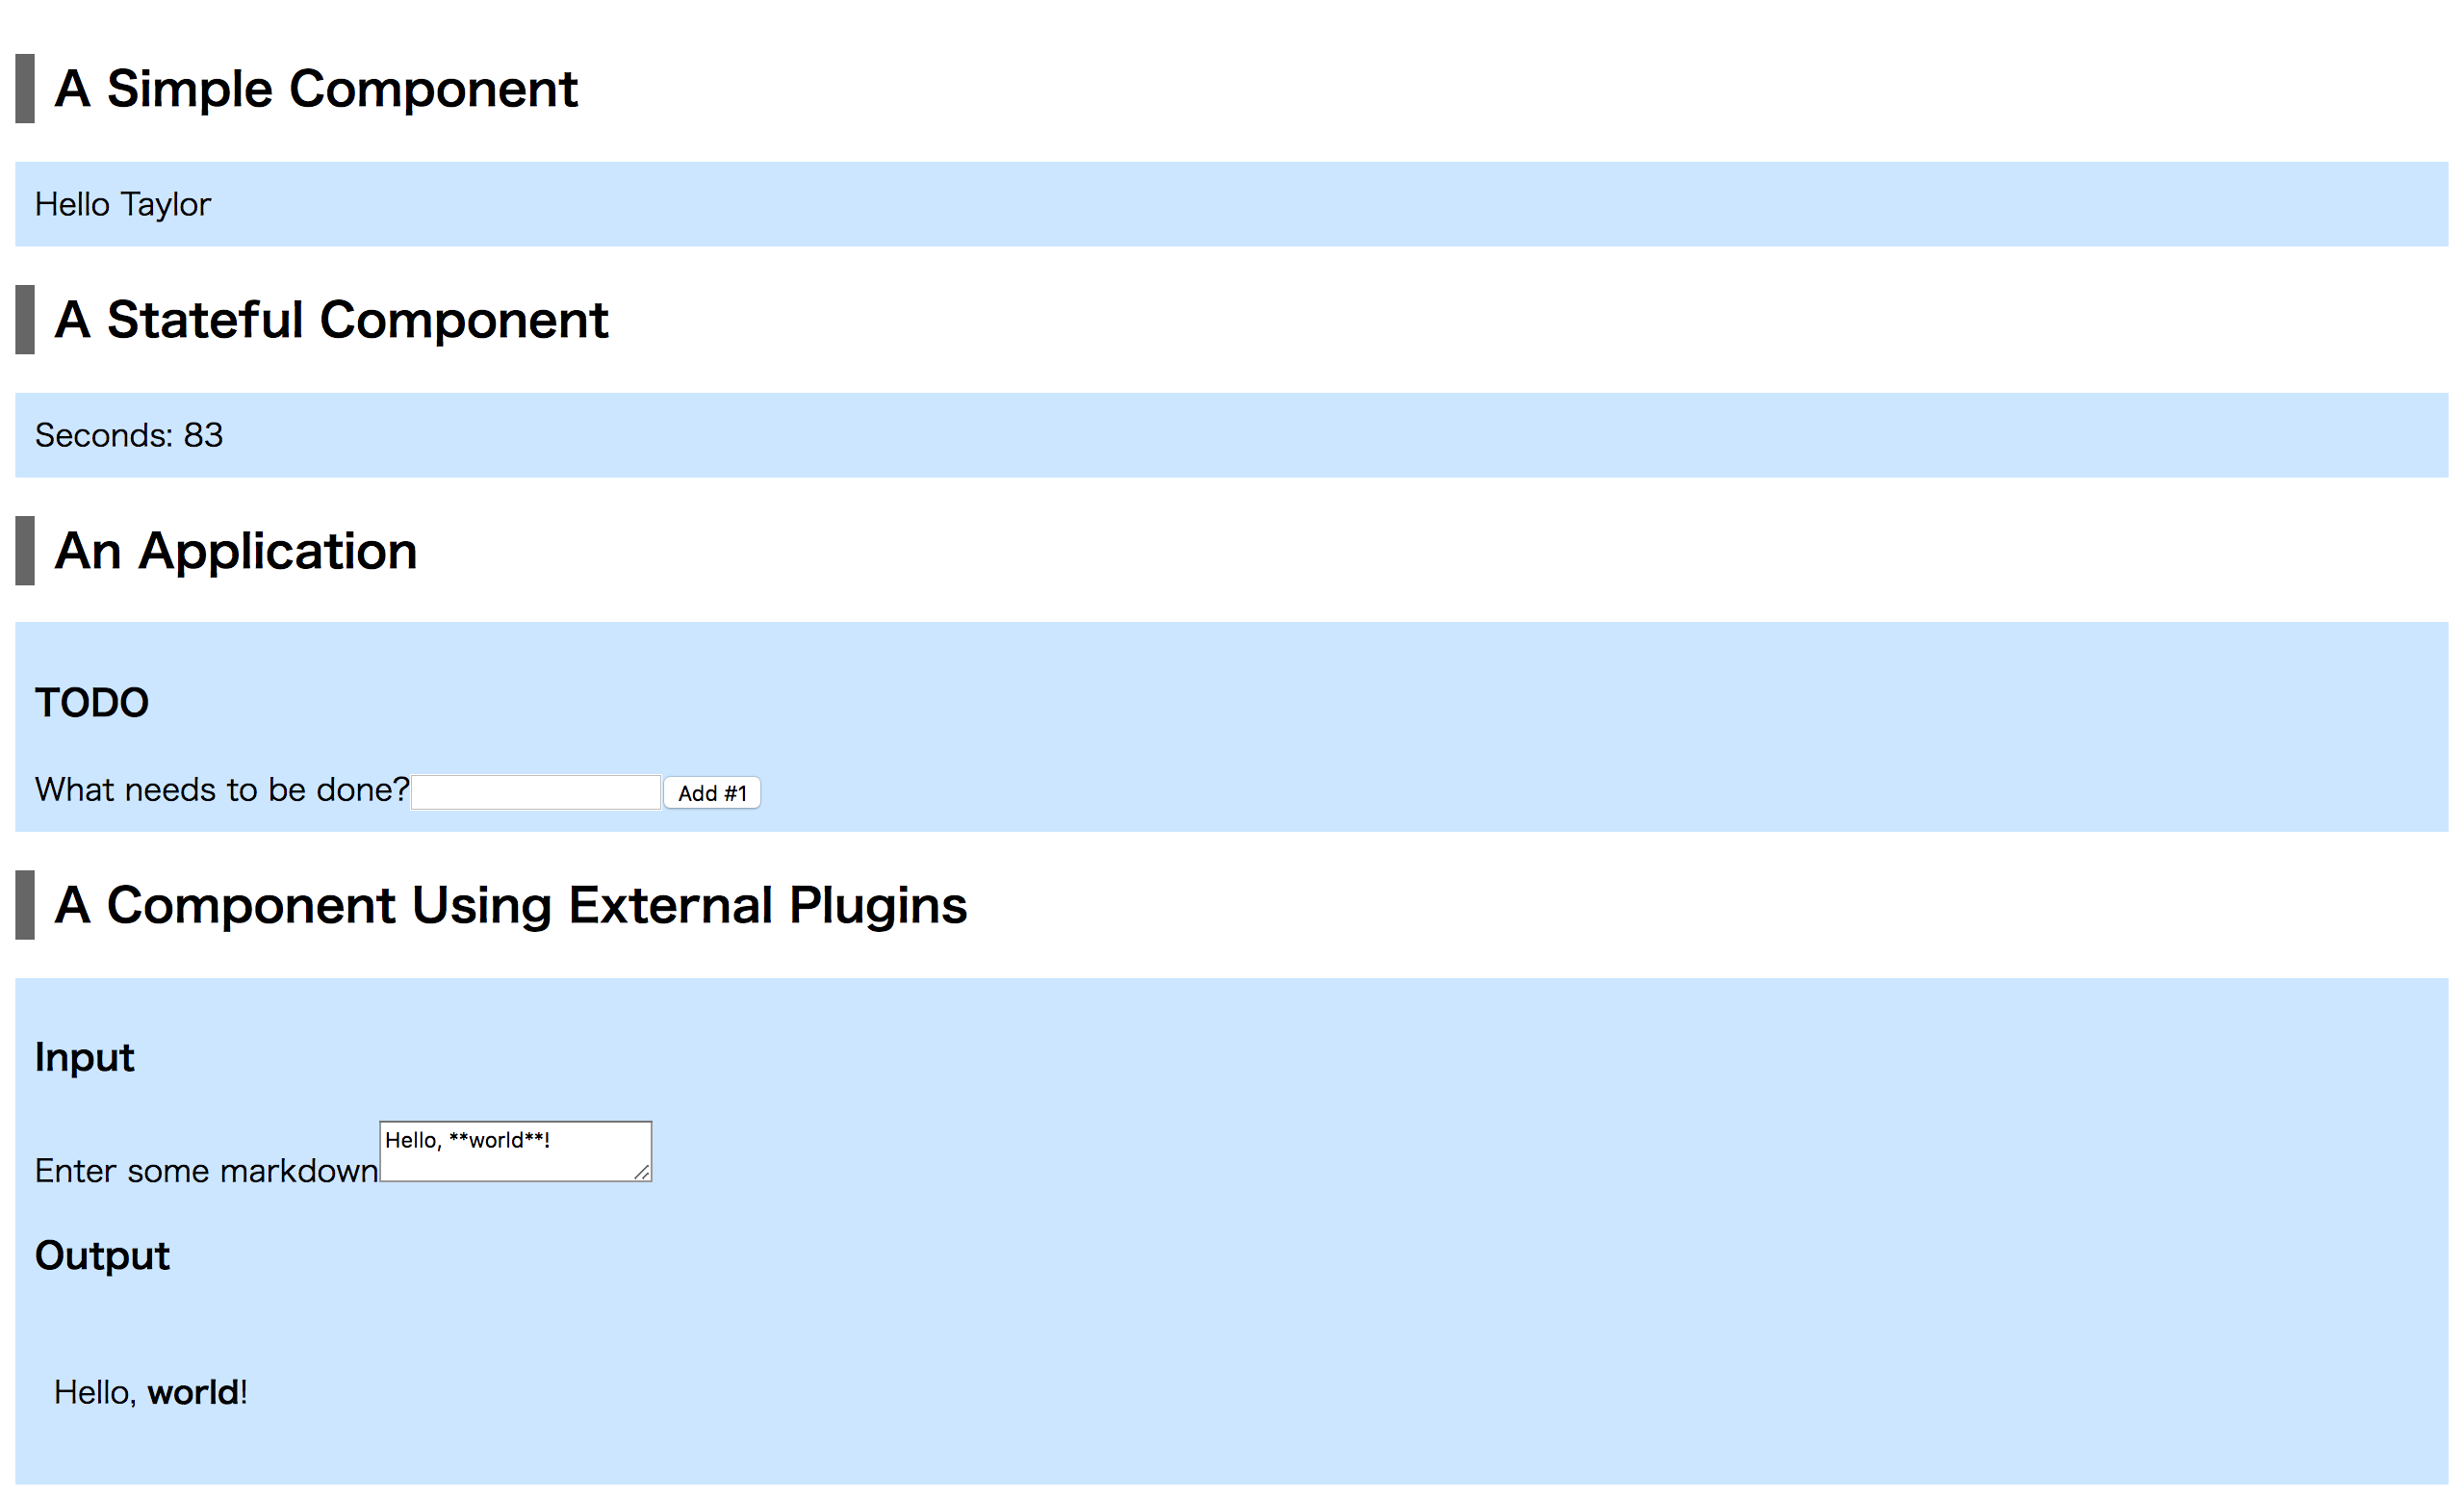 A Simple Component
Hello Taylor
A Stateful Component
Seconds: 83
An Application
TODO
What needs to be done? Add #1
A Component Using External Plugins
Input
Enter some markdown Hello, **world**!
Output
Hello, world!